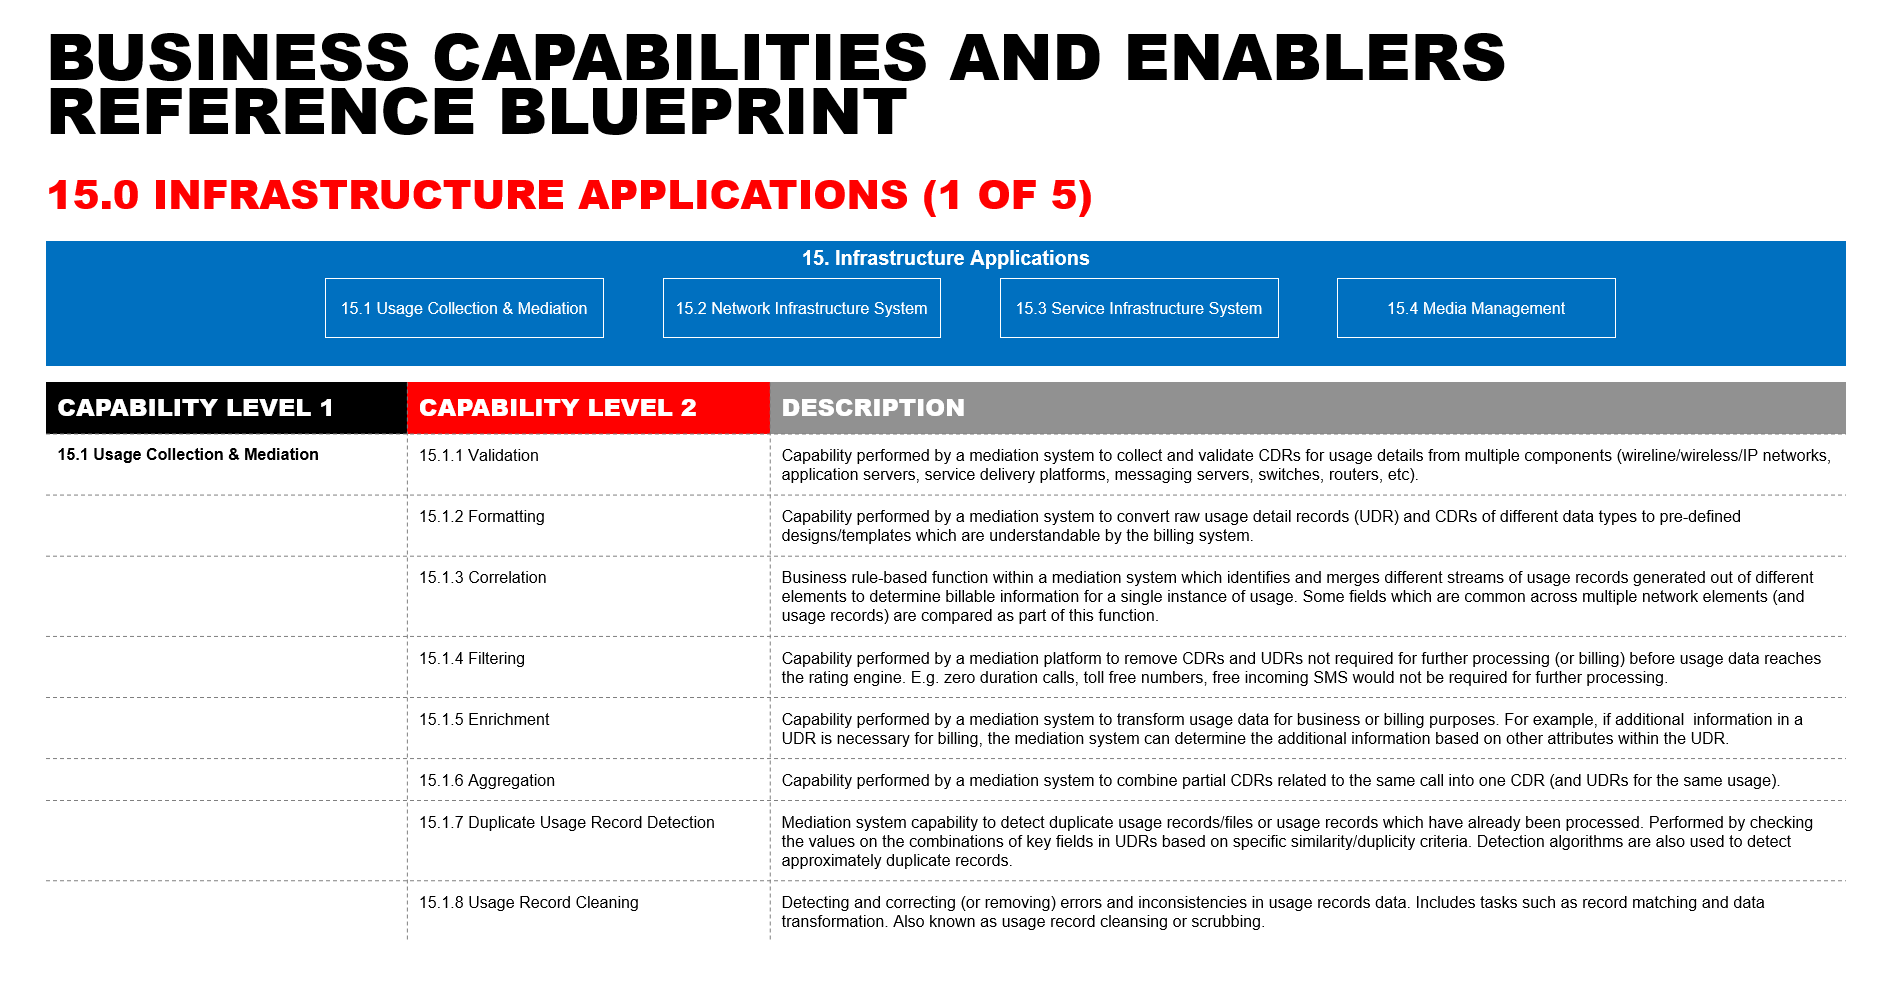 BUSINESS CAPABILITIES AND ENABLERS
REFERENCE BLUEPRINT
15.0 INFRASTRUCTURE APPLICATIONS (1 OF 5)
15. Infrastructure Applications
15.1 Usage Collection & Mediation
15.2 Network Infrastructure System
15.3 Service Infrastructure System
15.4 Media Management
CAPABILITY LEVEL 1
CAPABILITY LEVEL 2
DESCRIPTION
15.1 Usage Collection & Mediation
15.1.1 Validation
Capability performed by a mediation system to collect and validate CDRs for usage details from multiple components (wireline/wireless/IP networks,
application servers, service delivery platforms, messaging servers, switches, routers, etc).
15.1.2 Formatting
Capability performed by a mediation system to convert raw usage detail records (UDR) and CDRs of different data types to pre-defined
designs/templates which are understandable by the billing system.
15.1.3 Correlation
Business rule-based function within a mediation system which identifies and merges different streams of usage records generated out of different
elements to determine billable information for a single instance of usage. Some fields which are common across multiple network elements (and
usage records) are compared as part of this function.
15.1.4 Filtering
Capability performed by a mediation platform to remove CDRs and UDRs not required for further processing (or billing) before usage data reaches
the rating engine. E.g. zero duration calls, toll free numbers, free incoming SMS would not be required for further processing.
15.1.5 Enrichment
Capability performed by a mediation system to transform usage data for business or billing purposes. For example, if additional  information in a
UDR is necessary for billing, the mediation system can determine the additional information based on other attributes within the UDR.
15.1.6 Aggregation
Capability performed by a mediation system to combine partial CDRs related to the same call into one CDR (and UDRs for the same usage).
15.1.7 Duplicate Usage Record Detection
Mediation system capability to detect duplicate usage records/files or usage records which have already been processed. Performed by checking
the values on the combinations of key fields in UDRs based on specific similarity/duplicity criteria. Detection algorithms are also used to detect
approximately duplicate records.
15.1.8 Usage Record Cleaning
Detecting and correcting (or removing) errors and inconsistencies in usage records data. Includes tasks such as record matching and data
transformation. Also known as usage record cleansing or scrubbing.